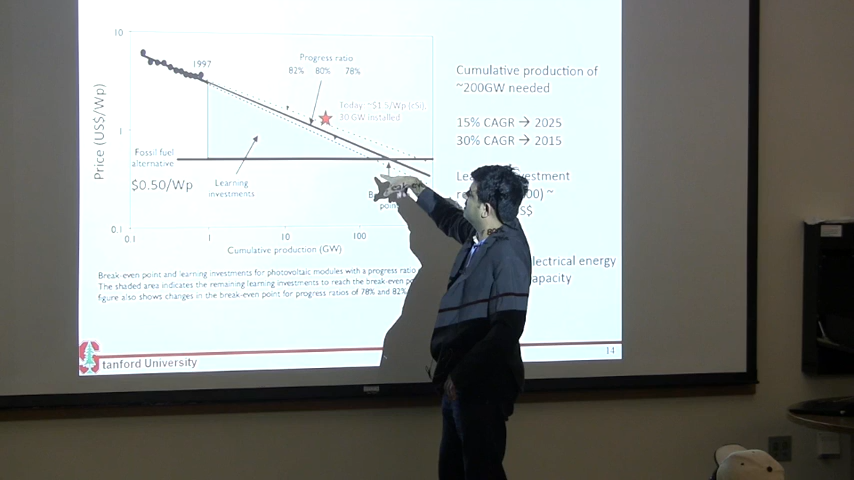 10
1997
Progress ratio
82% 80% 78%
Today: ~$1.5/Wp (rSi),
30 GW installed
Price (US$/Wp)
1
Fossil fuel
alternative
$0.50/Wp
Learning
investments
0.1
0.1 1 10 100
Cumulative production (GW)
Break-even point and learning investments for photovoltaic modules with a progress ratio
The shaded area indicates the remaining learning investments to reach the break-even
figure also shows changes in the break-even point for progress ratios of 78% and 82%.
Cumulative production of
~200GW needed
15% CAGR → 2025
30% CAGR → 2015
electrical energy
capacity
tanford University
14